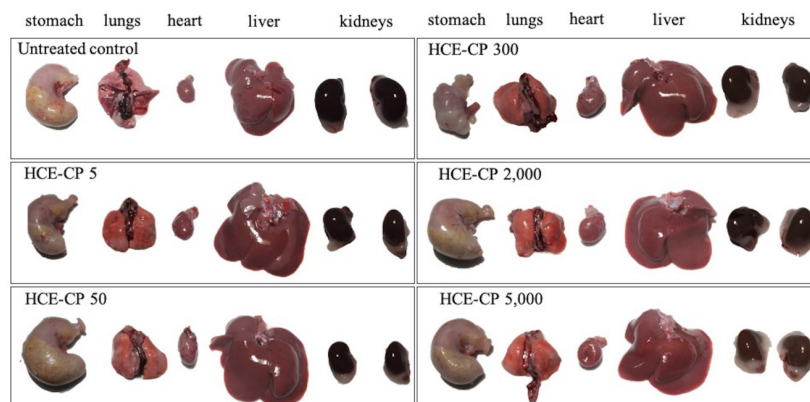 stomach lungs heart liver kidneys stomach lungs heart liver kidneys
Untreated control
HCE-CP 300
HCE-CP 5
HCE-CP 2,000
HCE-CP 50
HCE-CP 5,000